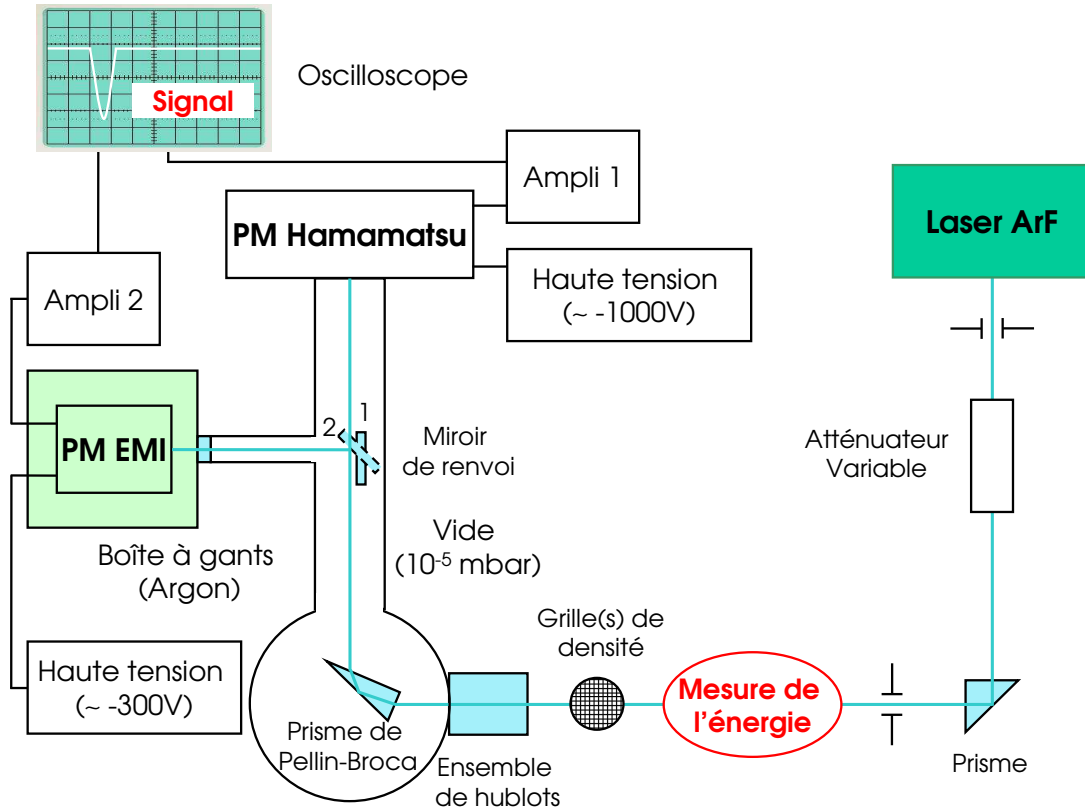 Oscilloscope
Signal
Ampli 1
PM Hamamatsu
Laser ArF
Haute tension
(~ -1000V)
Ampli 2
1
2
PM EMI
Miroir
de renvoi
Atténuateur
Variable
Vide
(10-5 mbar)
Boîte à gants
(Argon)
Grille(s) de
densité
Haute tension
(~ -300V)
Mesure de
l'énergie
Prisme de
Pellin-Broca
Ensemble
de hublots
Prisme